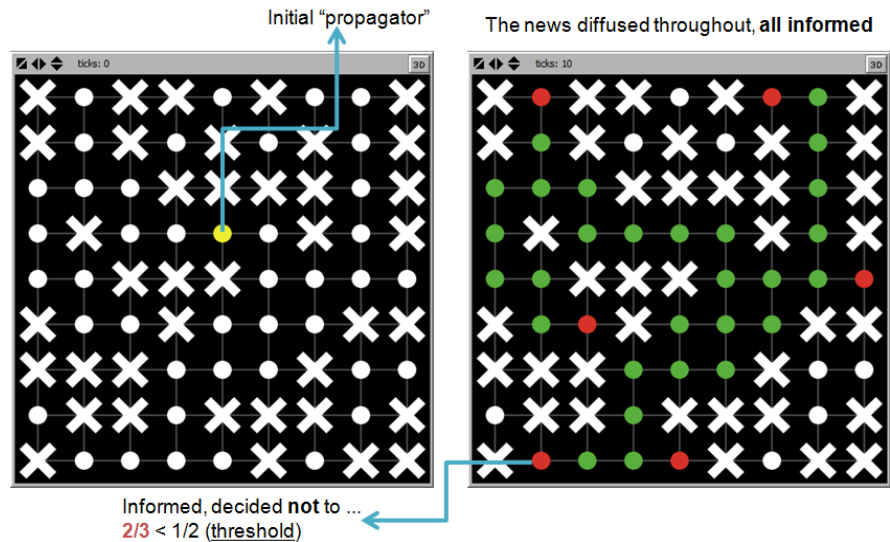 Initial “propagator”
The news diffused throughout, all informed
ticks: 0
3D
ticks: 10
3D
Informed, decided not to ...
2/3 < 1/2 (threshold)